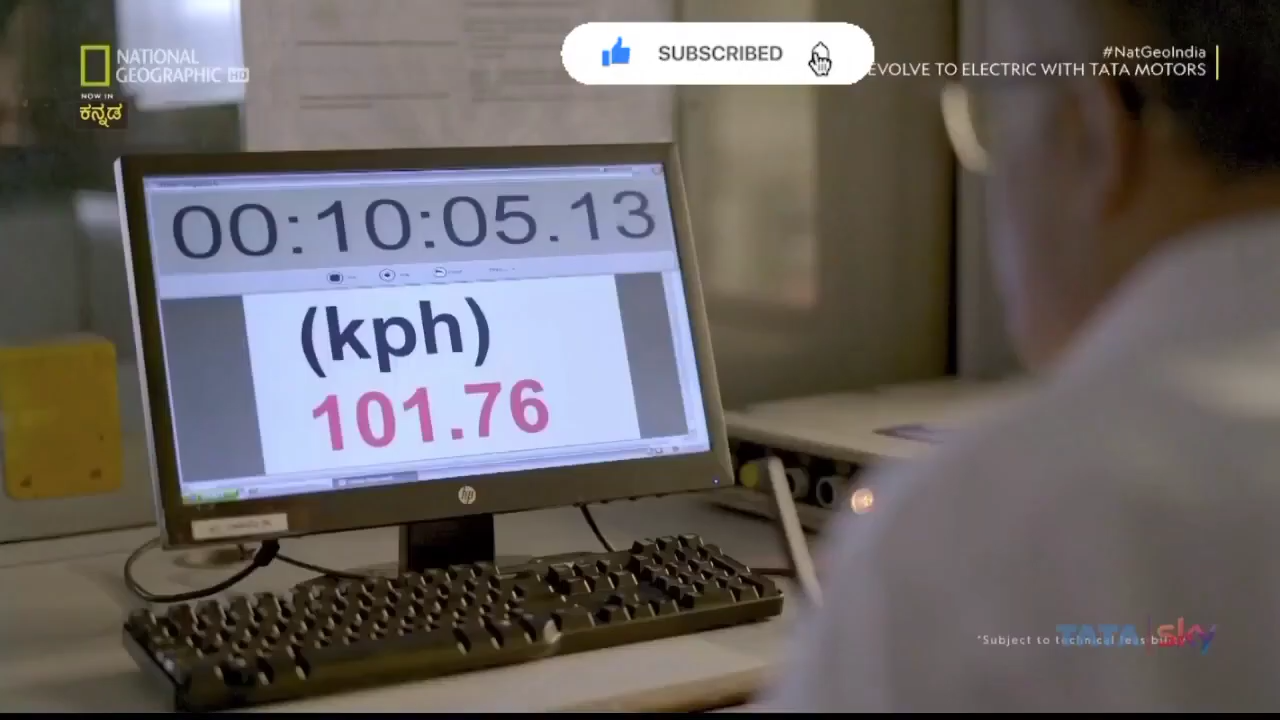 NATIONAL
GEOGRAPHIC HD
NOW IN
ಕನ್ನಡ
SUBSCRIBED
#NatGeoIndia
EVOLVE TO ELECTRIC WITH TATA MOTORS
00:10:05.13
(kph)
101.76
hp
*Subject to technical
TATA sky